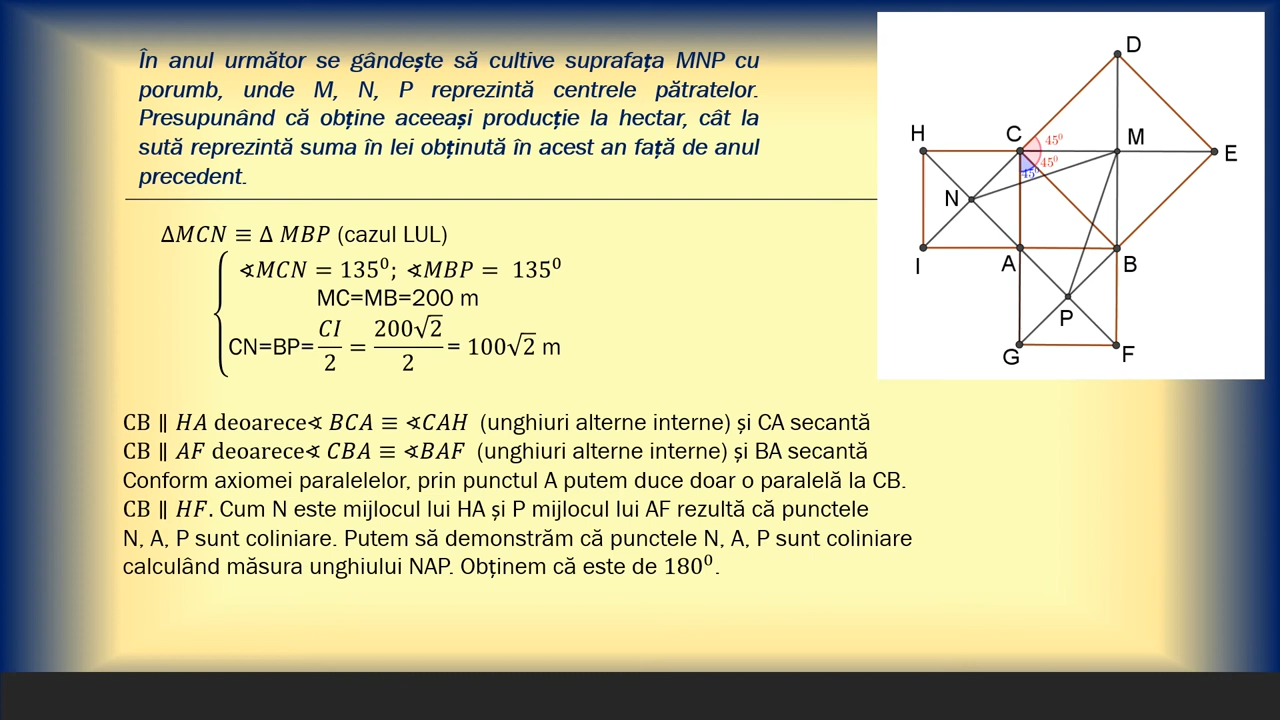 În anul următor se gândește să cultive suprafața MNP cu
porumb, unde M, N, P reprezintă centrele pătratelor.
Presupunând că obține aceeași producție la hectar, cât la
sută reprezintă suma în lei obținută în acest an față de anul
precedent.
∆MCN ≡ ∆ MBP (cazul LUL)
∢MCN = 135⁰; ∢MBP = 135⁰
MC=MB=200 m
CN=BP= CI/2 = 200√2/2 = 100√2 m
CB ∥ HA deoarece∢ BCA ≡ ∢CAH (unghiuri alterne interne) și CA secantă
CB ∥ AF deoarece∢ CBA ≡ ∢BAF (unghiuri alterne interne) și BA secantă
Conform axiomei paralelelor, prin punctul A putem duce doar o paralelă la CB.
CB ∥ HF. Cum N este mijlocul lui HA și P mijlocul lui AF rezultă că punctele
N, A, P sunt coliniare. Putem să demonstrăm că punctele N, A, P sunt coliniare
calculând măsura unghiului NAP. Obținem că este de 180⁰.
D
H
C
45⁰
M
E
45⁰
45⁰
N
I
A
B
P
G
F